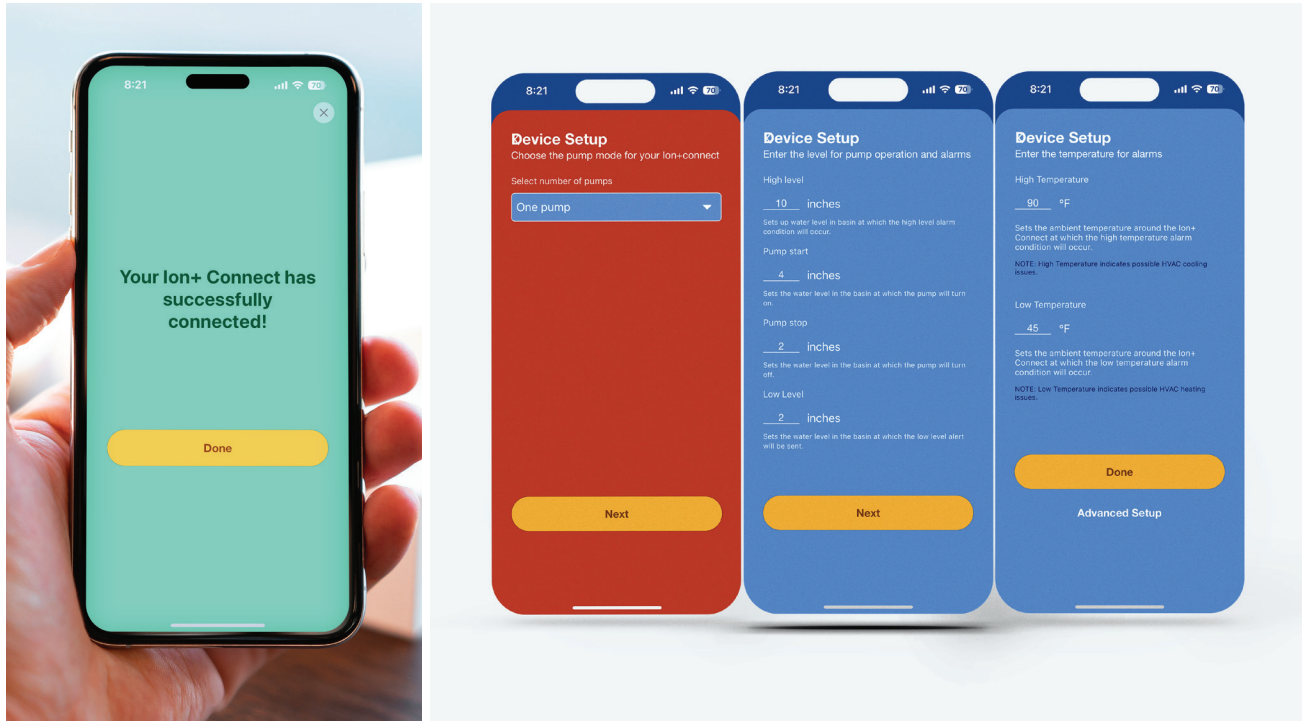 8:21
70
Your Ion+ Connect has
successfully
connected!
Done
8:21
70
Device Setup
Choose the pump mode for your Ion+connect
Select number of pumps
One pump
Next
8:21
70
Device Setup
Enter the level for pump operation and alarms
High level
10 inches
Sets up water level in basin at which the high level alarm
condition will occur.
Pump start
4 inches
Sets the water level in the basin at which the pump will turn
on.
Pump stop
2 inches
Sets the water level in the basin at which the pump will turn
off.
Low Level
2 inches
Sets the water level in the basin at which the low level alert
will be sent.
Next
8:21
70
Device Setup
Enter the temperature for alarms
High Temperature
90 °F
Sets the ambient temperature around the Ion+
Connect at which the high temperature alarm
condition will occur.
NOTE: High Temperature indicates possible HVAC cooling
issues.
Low Temperature
45 °F
Sets the ambient temperature around the Ion+
Connect at which the low temperature alarm
condition will occur.
NOTE: Low Temperature indicates possible HVAC heating
issues.
Done
Advanced Setup